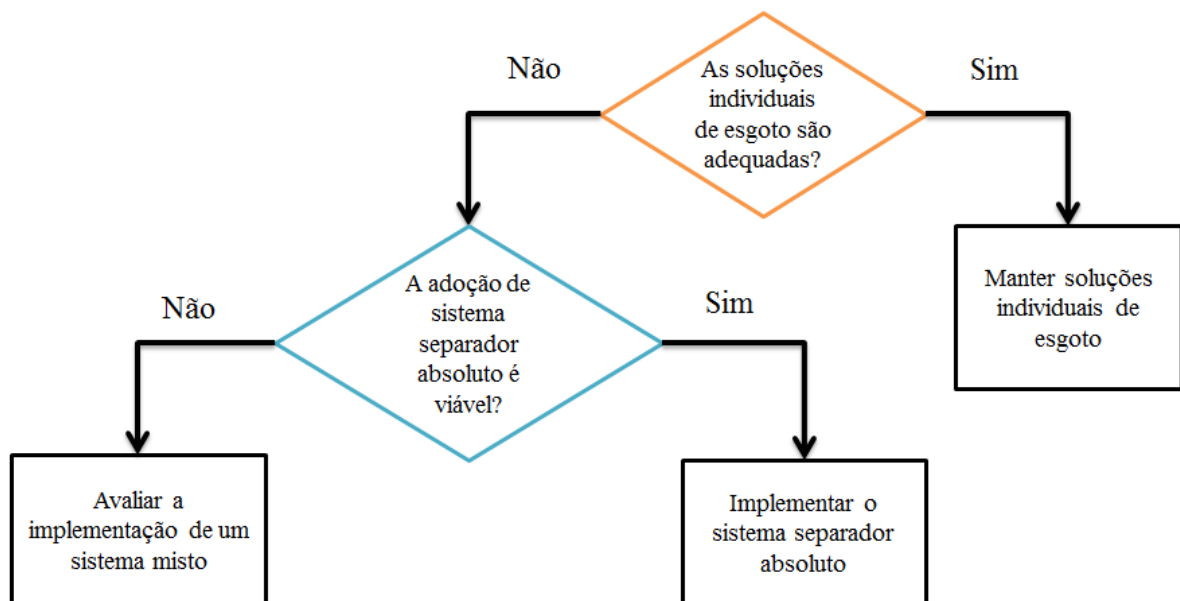 Não
As soluções
individuais
de esgoto são
adequadas?
Sim
Manter soluções
individuais de
esgoto
Não
A adoção de
sistema
separador
absoluto é
viável?
Sim
Avaliar a
implementação de um
sistema misto
Implementar o
sistema separador
absoluto